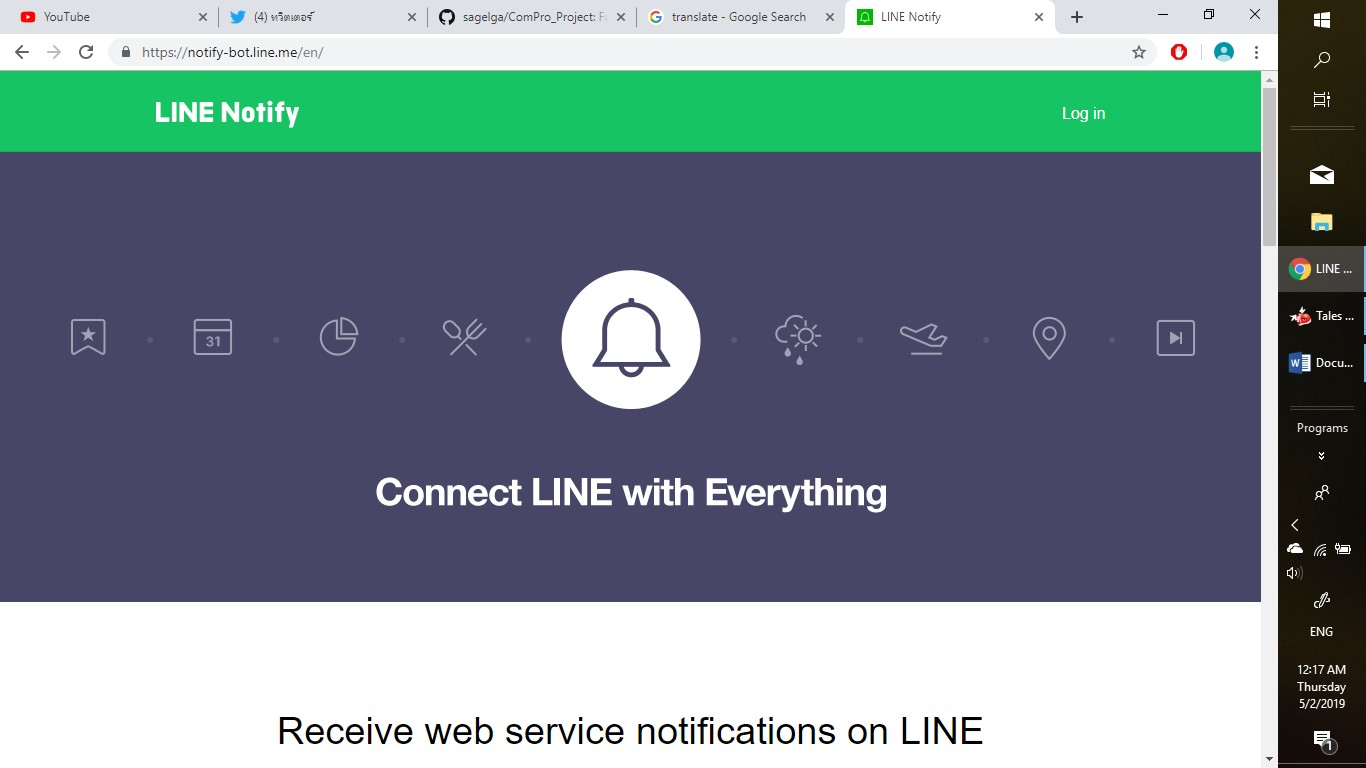 YouTube
(4) ทวิตเตอร์
sagelga/ComPro_Project: Fu
translate - Google Search
LINE Notify
https://notify-bot.line.me/en/
LINE Notify
Log in
31
Connect LINE with Everything
Receive web service notifications on LINE
LINE ...
Tales ...
W
Docu...
Programs
ENG
12:17 AM
Thursday
5/2/2019
1